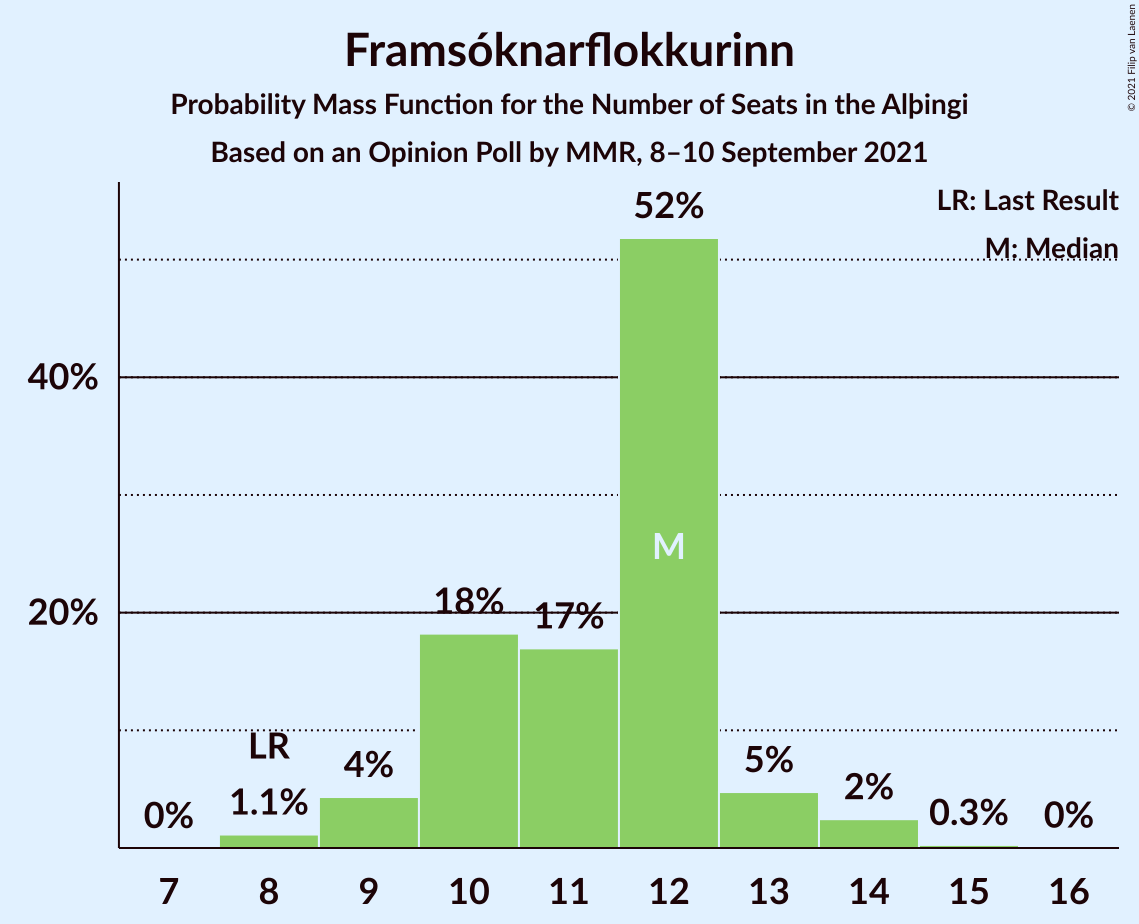 Framsóknarflokkurinn
Probability Mass Function for the Number of Seats in the Alþingi
Based on an Opinion Poll by MMR, 8–10 September 2021
© 2021 Filip van Laenen
LR: Last Result
M: Median
52%
40%
M
20%
18%
17%
LR
4%
5%
2%
0%
1.1%
0.3%
0%
7 8 9 10 11 12 13 14 15 16